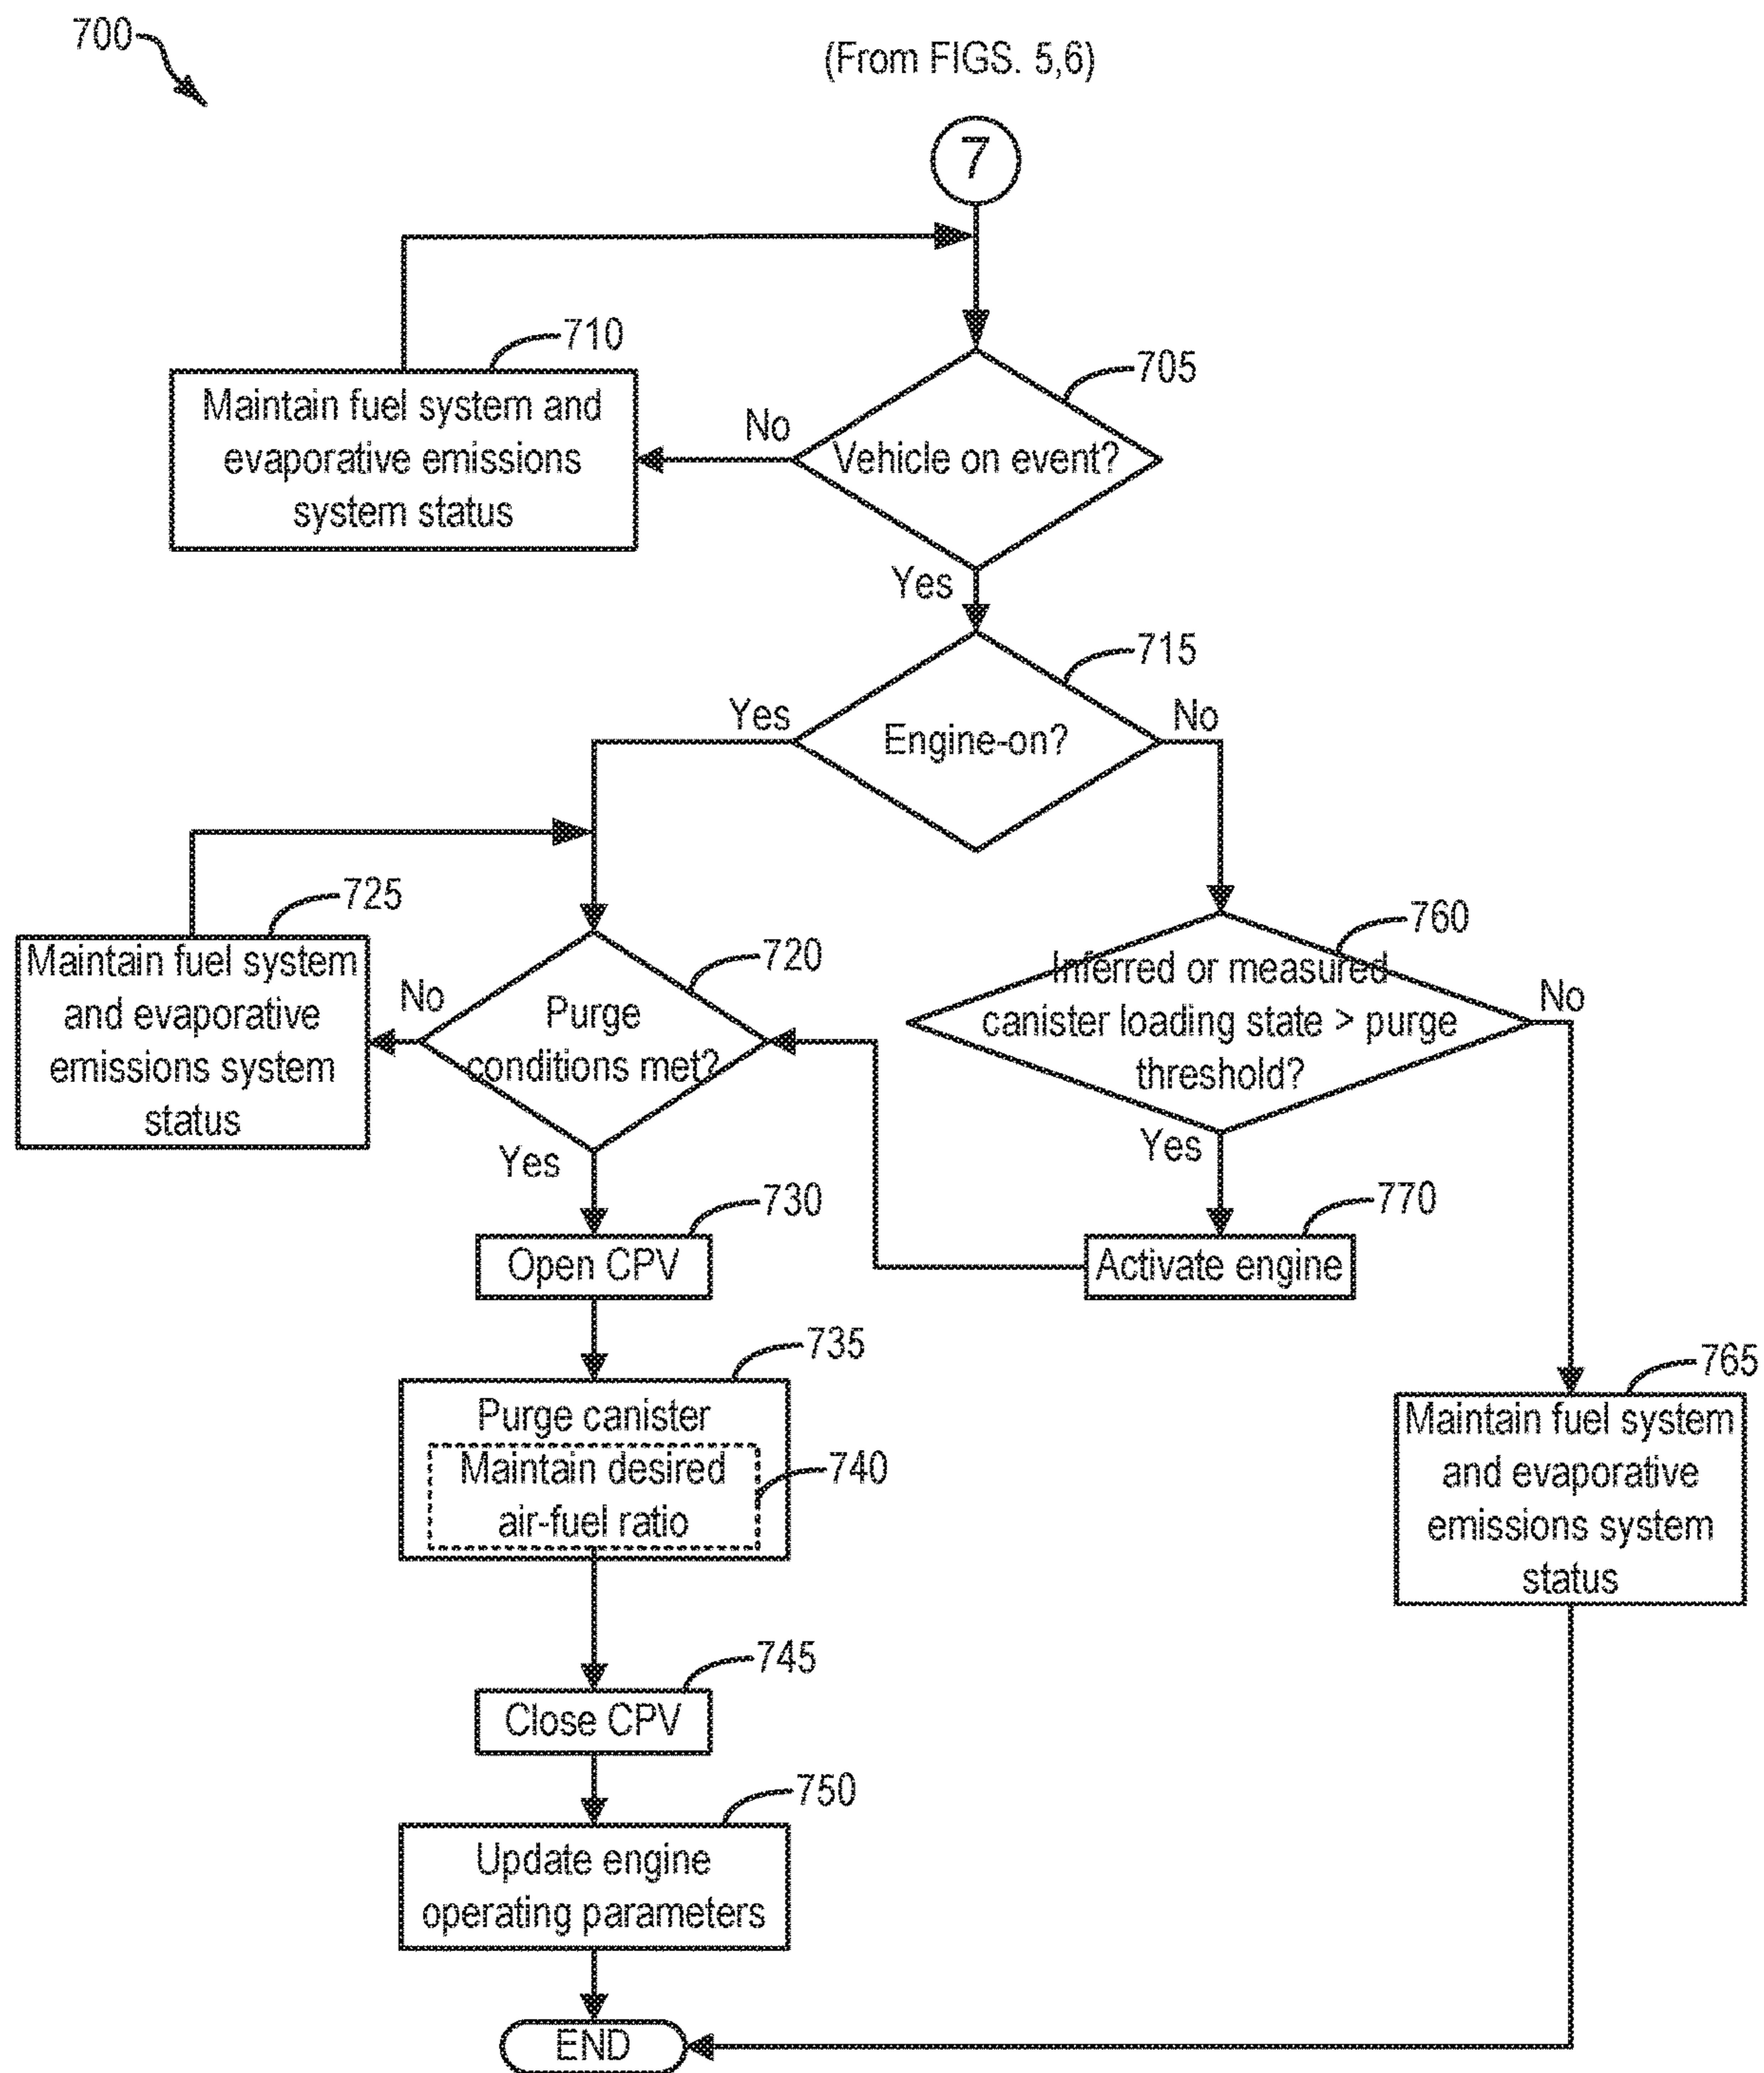 700
(From FIGS. 5,6)
7
710
Maintain fuel system and
evaporative emissions
system status
705
No
Vehicle on event?
Yes
715
Yes
No
Engine-on?
725
Maintain fuel system
and evaporative
emissions system
status
No
720
Purge
conditions met?
Yes
760
Inferred or measured
canister loading state > purge
threshold?
No
Yes
730
Open CPV
770
Activate engine
735
Purge canister
Maintain desired
air-fuel ratio
740
765
Maintain fuel system
and evaporative
emissions system
status
745
Close CPV
750
Update engine
operating parameters
END